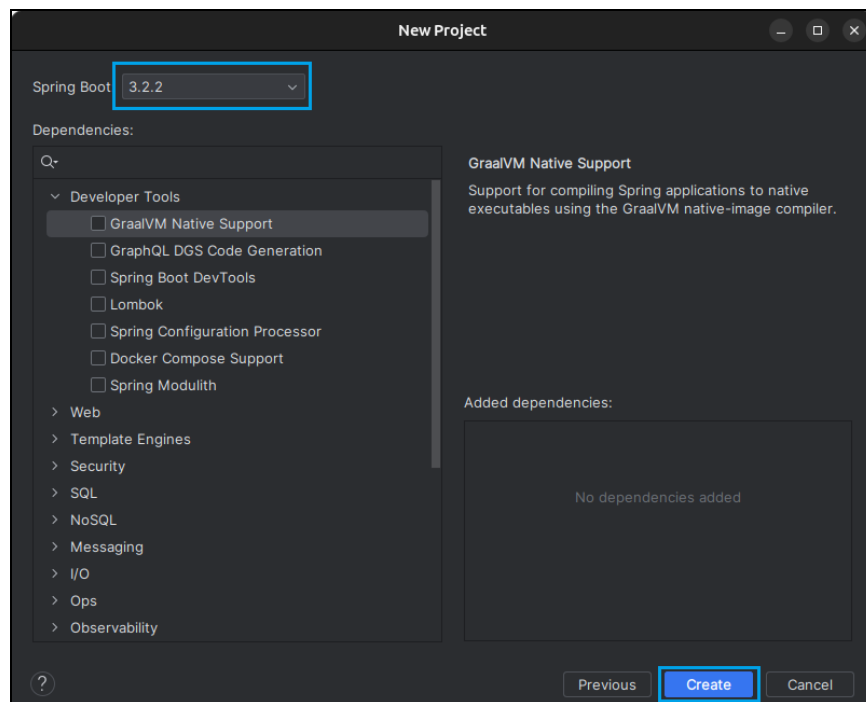 New Project
Spring Boot
3.2.2
Dependencies:
Developer Tools
GraalVM Native Support
GraphQL DGS Code Generation
Spring Boot DevTools
Lombok
Spring Configuration Processor
Docker Compose Support
Spring Modulith
Web
Template Engines
Security
SQL
NoSQL
Messaging
I/O
Ops
Observability
GraalVM Native Support
Support for compiling Spring applications to native
executables using the GraalVM native-image compiler.
Added dependencies:
No dependencies added
?
Previous
Create
Cancel